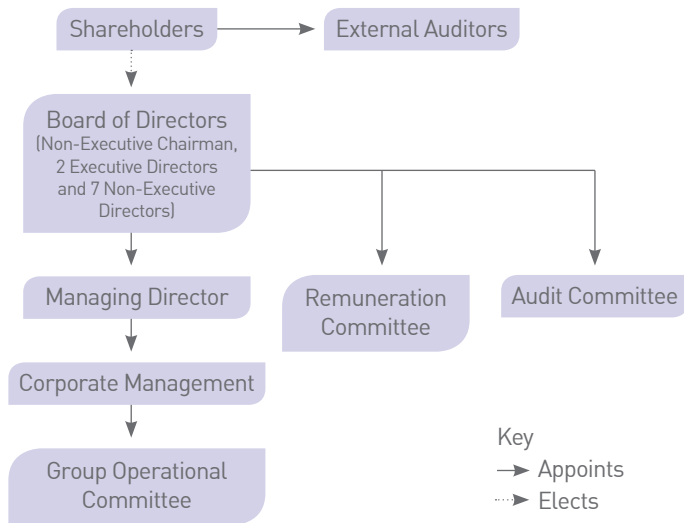 Shareholders
External Auditors
Board of Directors
(Non-Executive Chairman,
2 Executive Directors
and 7 Non-Executive
Directors)
Managing Director
Remuneration
Committee
Audit Committee
Corporate Management
Group Operational
Committee
Key
Appoints
Elects